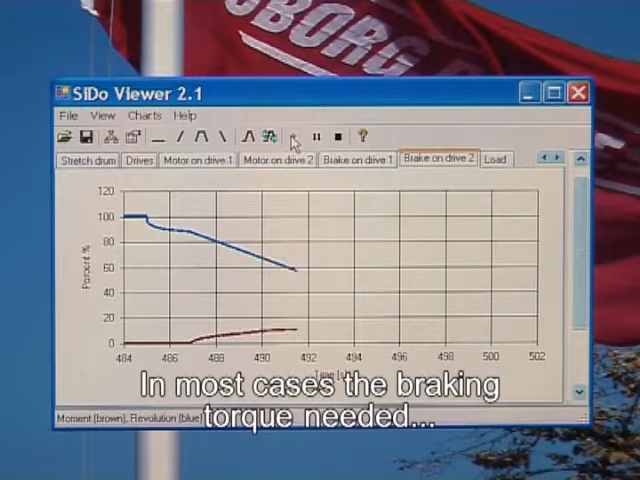 SiDo Viewer 2.1
File View Charts Help
Stretch drum Drives Motor on drive 1 Motor on drive 2 Brake on drive 1 Brake on drive 2 Load
120
100
80
60
40
20
0
Percent %
484 486 488 490 492 494 496 498 500 502
Time [s]
In most cases the braking
torque needed...
Moment (brown), Revolution (blue)